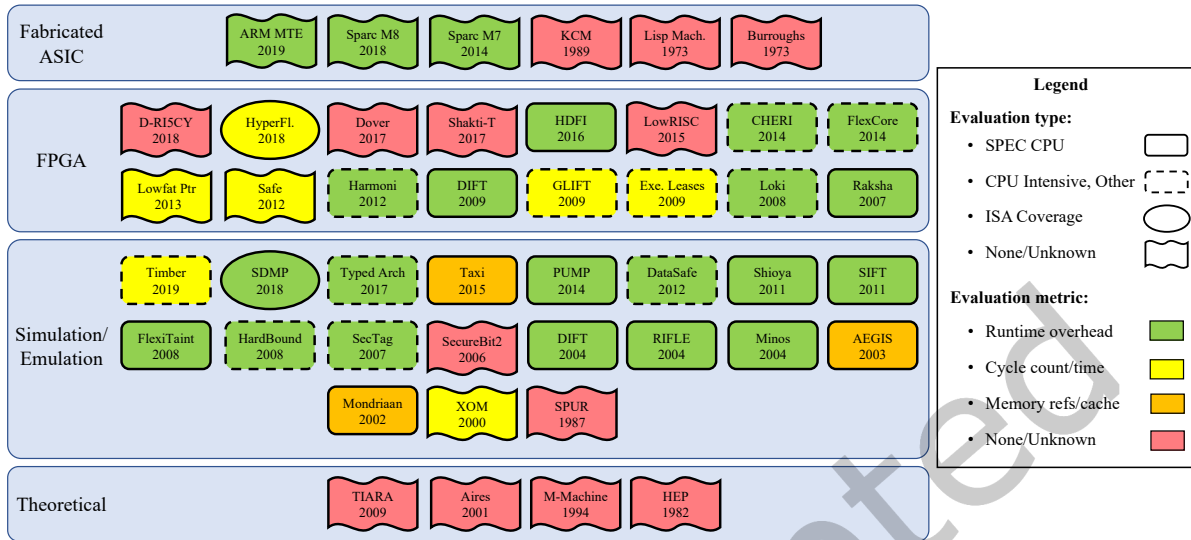 Fabricated
ASIC
ARM MTE
2019
Sparc M8
2018
Sparc M7
2014
KCM
1989
Lisp Mach.
1973
Burroughs
1973
FPGA
D-RI5CY
2018
HyperFl.
2018
Dover
2017
Shakti-T
2017
HDFI
2016
LowRISC
2015
CHERI
2014
FlexCore
2014
Lowfat Ptr
2013
Safe
2012
Harmoni
2012
DIFT
2009
GLIFT
2009
Exe. Leases
2009
Loki
2008
Raksha
2007
Simulation/
Emulation
Timber
2019
SDMP
2018
Typed Arch
2017
Taxi
2015
PUMP
2014
DataSafe
2012
Shioya
2011
SIFT
2011
FlexiTaint
2008
HardBound
2008
SecTag
2007
SecureBit2
2006
DIFT
2004
RIFLE
2004
Minos
2004
AEGIS
2003
Mondriaan
2002
XOM
2000
SPUR
1987
Theoretical
TIARA
2009
Aires
2001
M-Machine
1994
HEP
1982
Legend
Evaluation type:
• SPEC CPU
• CPU Intensive, Other
• ISA Coverage
• None/Unknown
Evaluation metric:
• Runtime overhead
• Cycle count/time
• Memory refs/cache
• None/Unknown